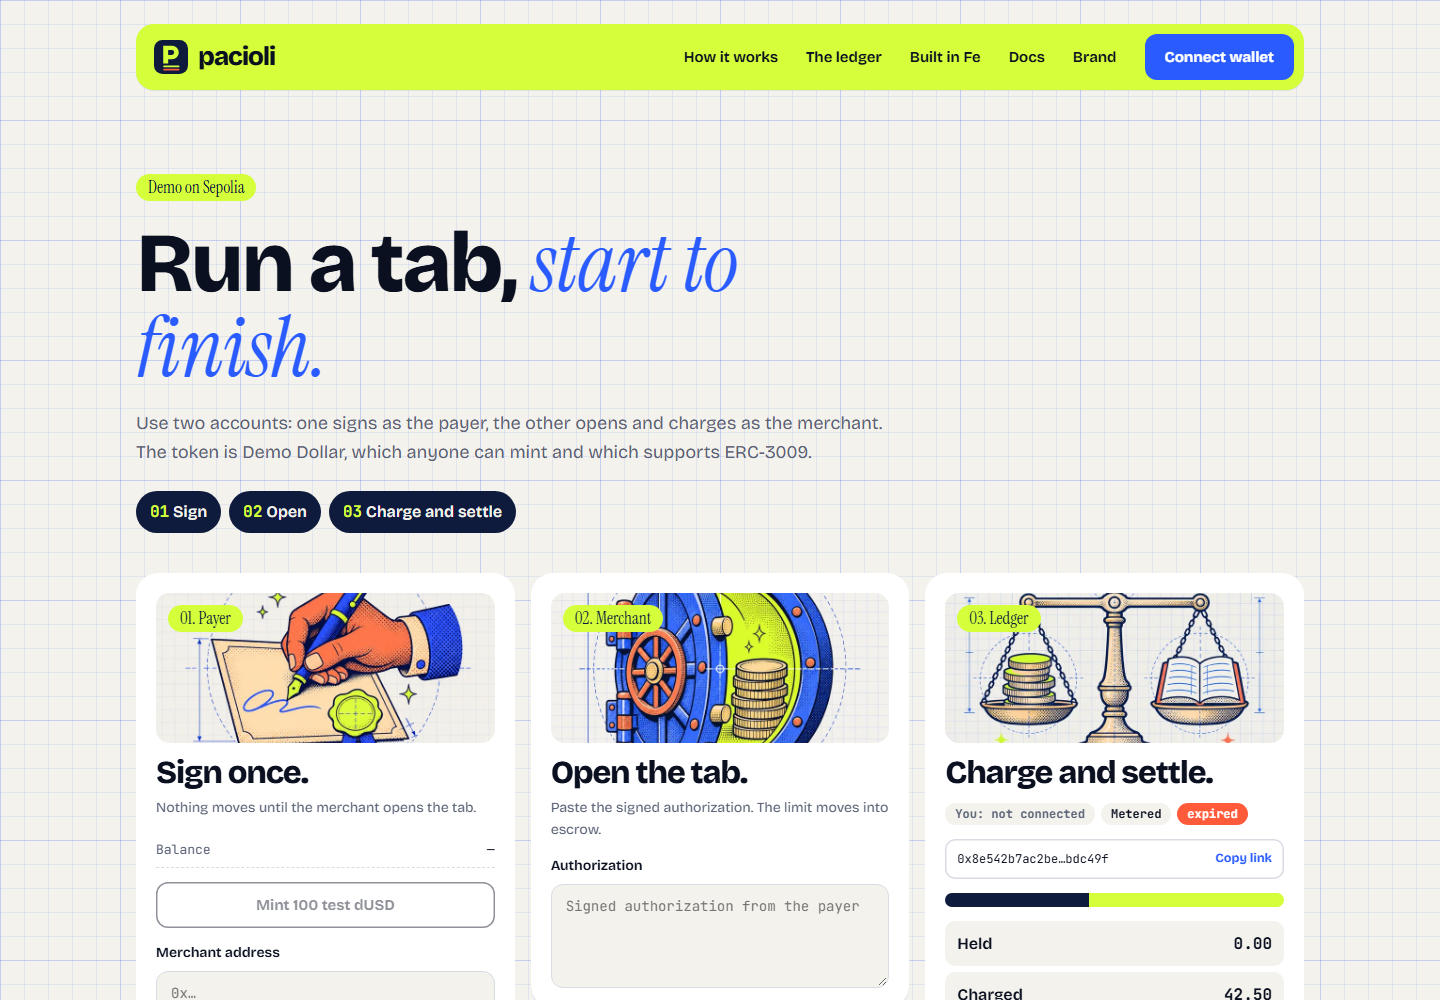 P pacioli
How it works
The ledger
Built in Fe
Docs
Brand
Connect wallet
Demo on Sepolia
Run a tab, start to
finish.
Use two accounts: one signs as the payer, the other opens and charges as the merchant.
The token is Demo Dollar, which anyone can mint and which supports ERC-3009.
01 Sign
02 Open
03 Charge and settle
01. Payer
Sign once.
Nothing moves until the merchant opens the tab.
Balance –
Mint 100 test dUSD
Merchant address
0x…
02. Merchant
Open the tab.
Paste the signed authorization. The limit moves into
escrow.
Authorization
Signed authorization from the payer
03. Ledger
Charge and settle.
You: not connected
Metered
expired
0x8e542b7ac2be…bdc49f
Copy link
Held 0.00
Charged 42.50